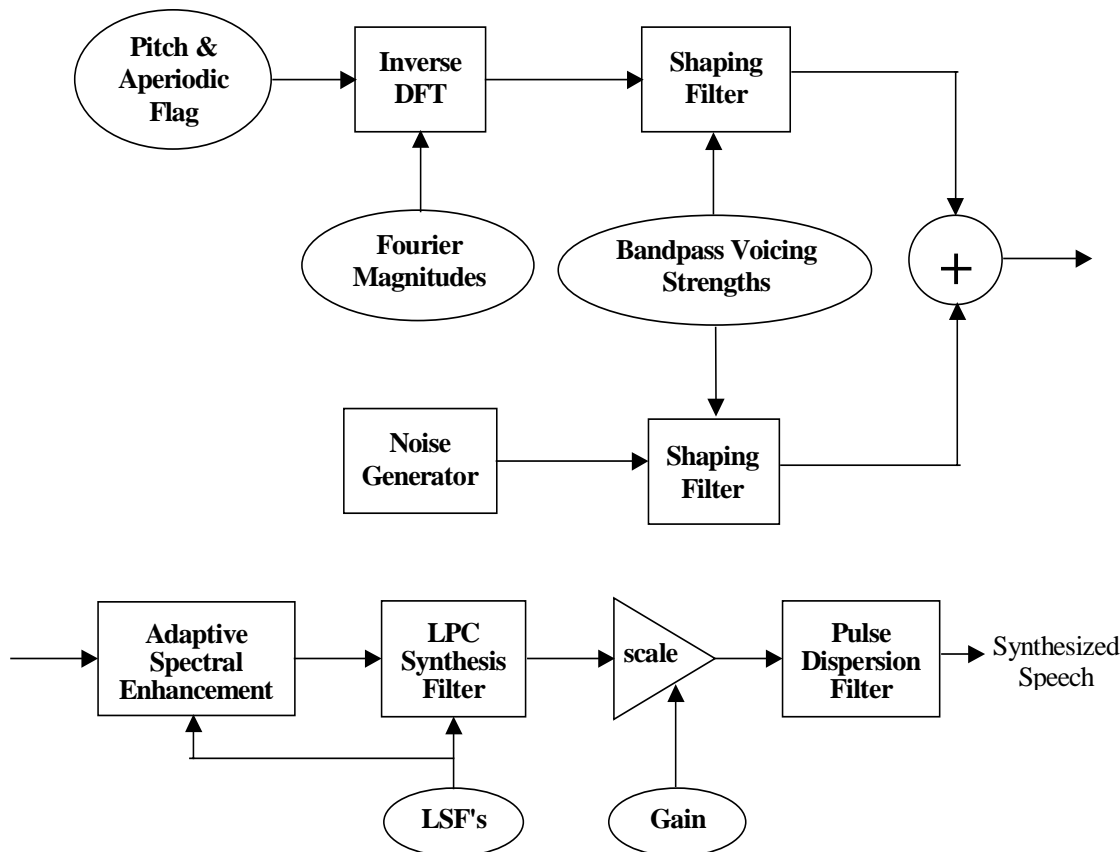 Pitch &
Aperiodic
Flag
Inverse
DFT
Shaping
Filter
Fourier
Magnitudes
Bandpass Voicing
Strengths
+
Noise
Generator
Shaping
Filter
Adaptive
Spectral
Enhancement
LPC
Synthesis
Filter
scale
Pulse
Dispersion
Filter
Synthesized
Speech
LSF's
Gain